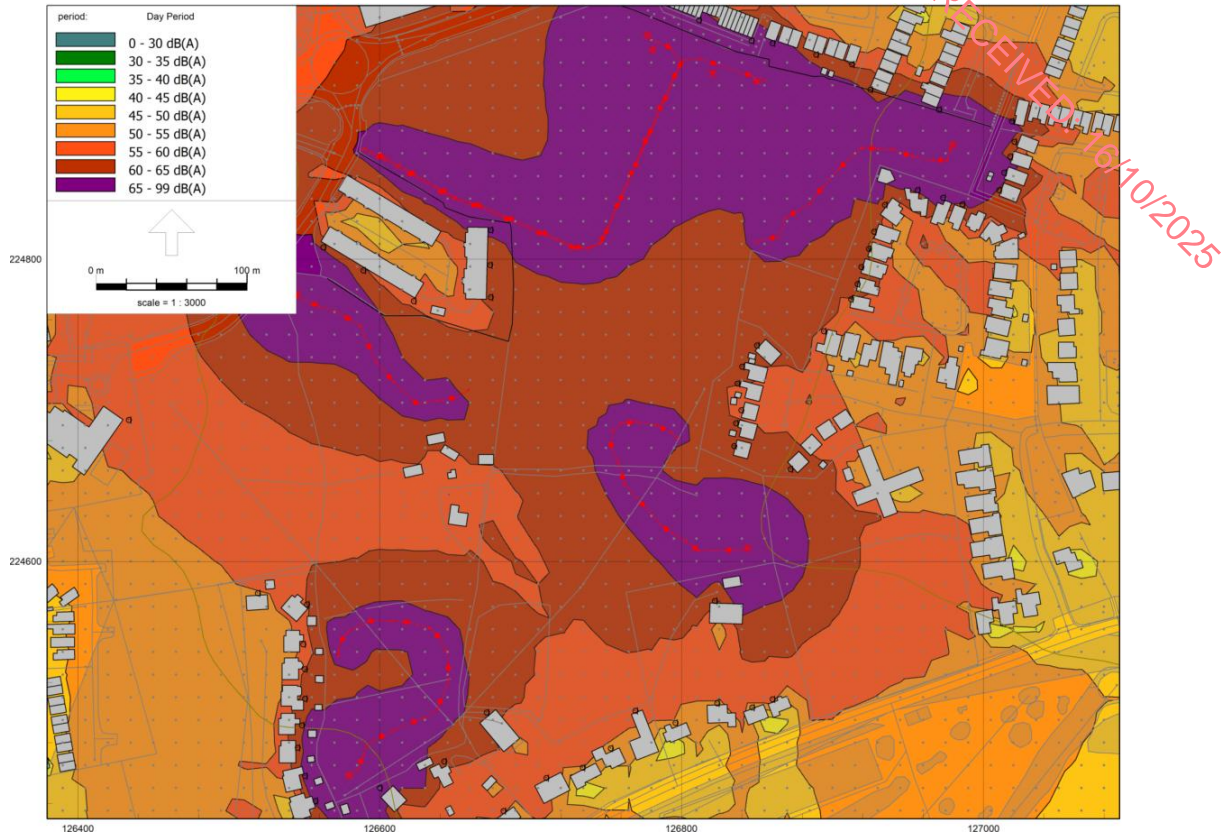 period: Day Period
0 - 30 dB(A)
30 - 35 dB(A)
35 - 40 dB(A)
40 - 45 dB(A)
45 - 50 dB(A)
50 - 55 dB(A)
55 - 60 dB(A)
60 - 65 dB(A)
65 - 99 dB(A)
0 m 100 m
scale = 1 : 3000
RECEIVED: 16/10/2025
224800
224600
126400 126600 126800 127000